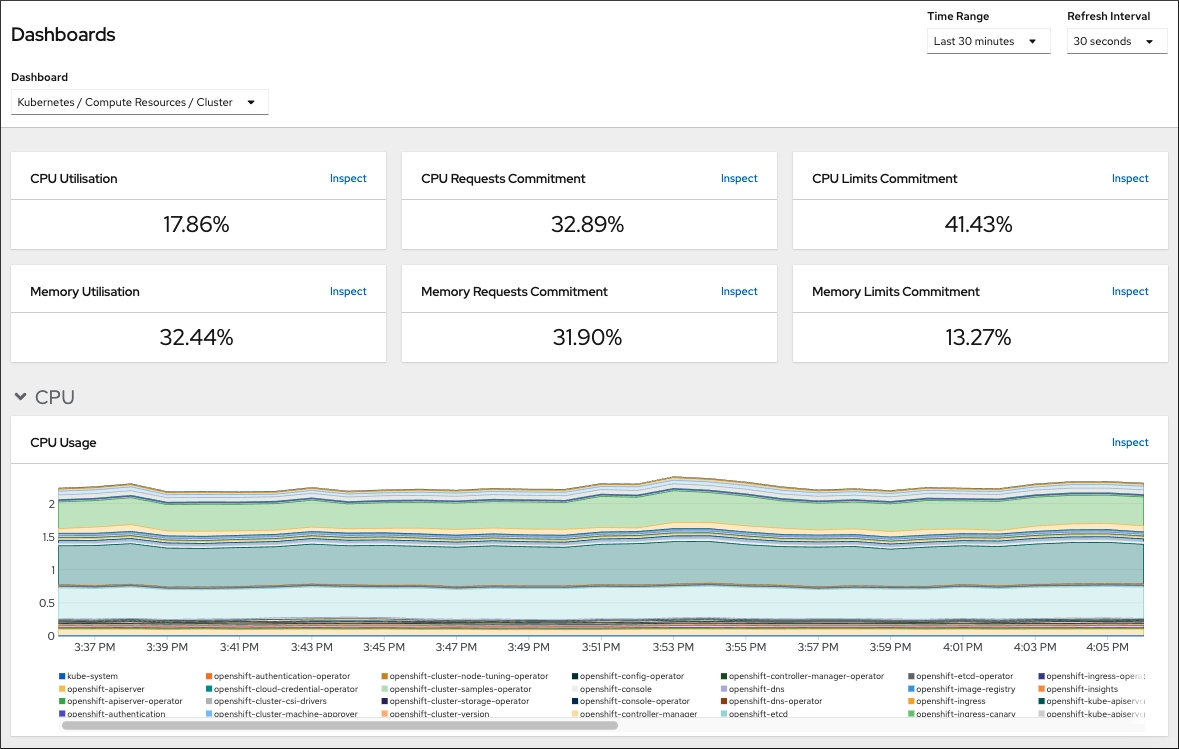 Dashboards
Time Range
Refresh Interval
Last 30 minutes
30 seconds
Dashboard
Kubernetes / Compute Resources / Cluster
CPU Utilisation Inspect
17.86%
CPU Requests Commitment Inspect
32.89%
CPU Limits Commitment Inspect
41.43%
Memory Utilisation Inspect
32.44%
Memory Requests Commitment Inspect
31.90%
Memory Limits Commitment Inspect
13.27%
CPU
CPU Usage Inspect
2
1.5
1
0.5
0
3:37 PM 3:39 PM 3:41 PM 3:43 PM 3:45 PM 3:47 PM 3:49 PM 3:51 PM 3:53 PM 3:55 PM 3:57 PM 3:59 PM 4:01 PM 4:03 PM 4:05 PM
kube-system openshift-authentication-operator openshift-cluster-node-tuning-operator openshift-config-operator openshift-controller-manager-operator openshift-etcd-operator openshift-ingress-opera
openshift-apiserver openshift-cloud-credential-operator openshift-cluster-samples-operator openshift-console openshift-dns openshift-image-registry openshift-insights
openshift-apiserver-operator openshift-cluster-csi-drivers openshift-cluster-storage-operator openshift-console-operator openshift-dns-operator openshift-ingress openshift-kube-apiserve
openshift-authentication openshift-cluster-machine-approver openshift-cluster-version openshift-controller-manager openshift-etcd openshift-ingress-canary openshift-kube-apiserve